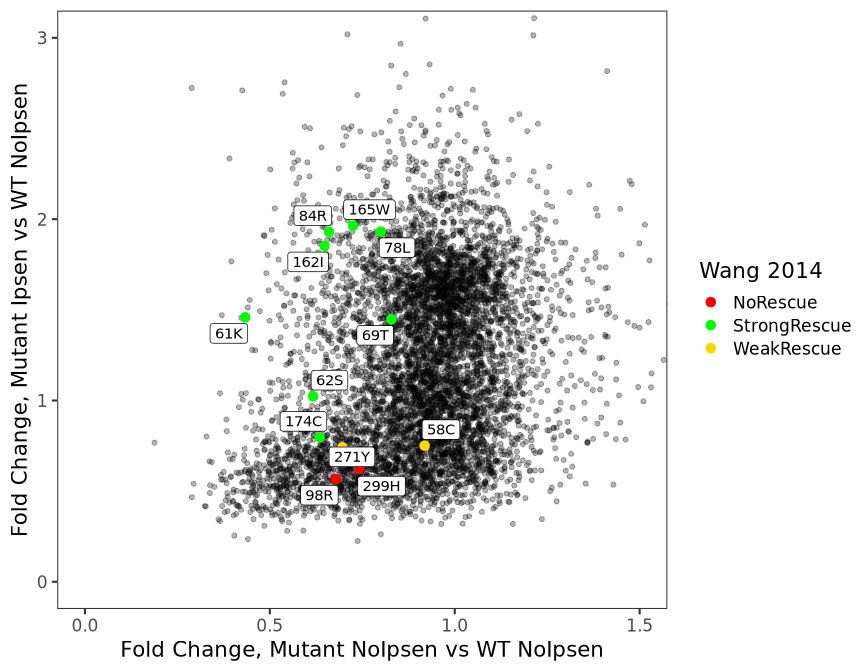 3
2
1
0
0.0
0.5
1.0
1.5
Fold Change, Mutant Ipsen vs WT NoIpsen
Fold Change, Mutant NoIpsen vs WT NoIpsen
84R
165W
78L
162I
61K
69T
62S
174C
58C
271Y
299H
98R
Wang 2014
NoRescue
StrongRescue
WeakRescue